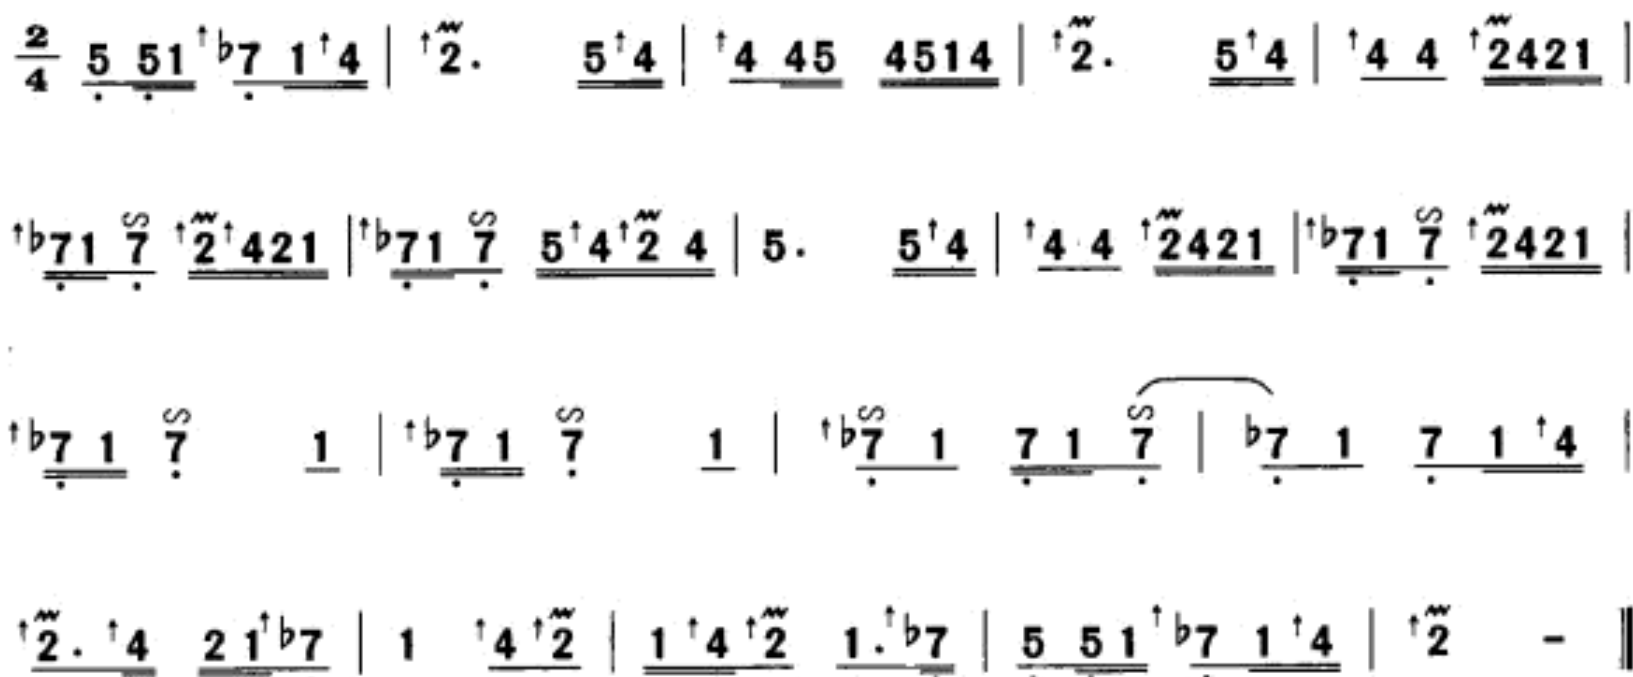 2/4 5 51 ↑♭7 1↑4 | ↑2. 5↑4 | ↑4 45 4514 | ↑2. 5↑4 | ↑4 4 ↑2421 |
↑♭71 7 ↑2↑421 | ↑♭71 7 5↑4↑2 4 | 5. 5↑4 | ↑4 4 ↑2421 | ↑♭71 7 ↑2421 |
↑♭7 1 7 1 | ↑♭7 1 7 1 | ↑♭7 1 7 1 7 | ♭7 1 7 1 ↑4 |
↑2. ↑4 2 1↑♭7 | 1 ↑4 ↑2 | 1 ↑4 ↑2 1.↑♭7 | 5 5 1 ↑♭7 1 ↑4 | ↑2 - ‖